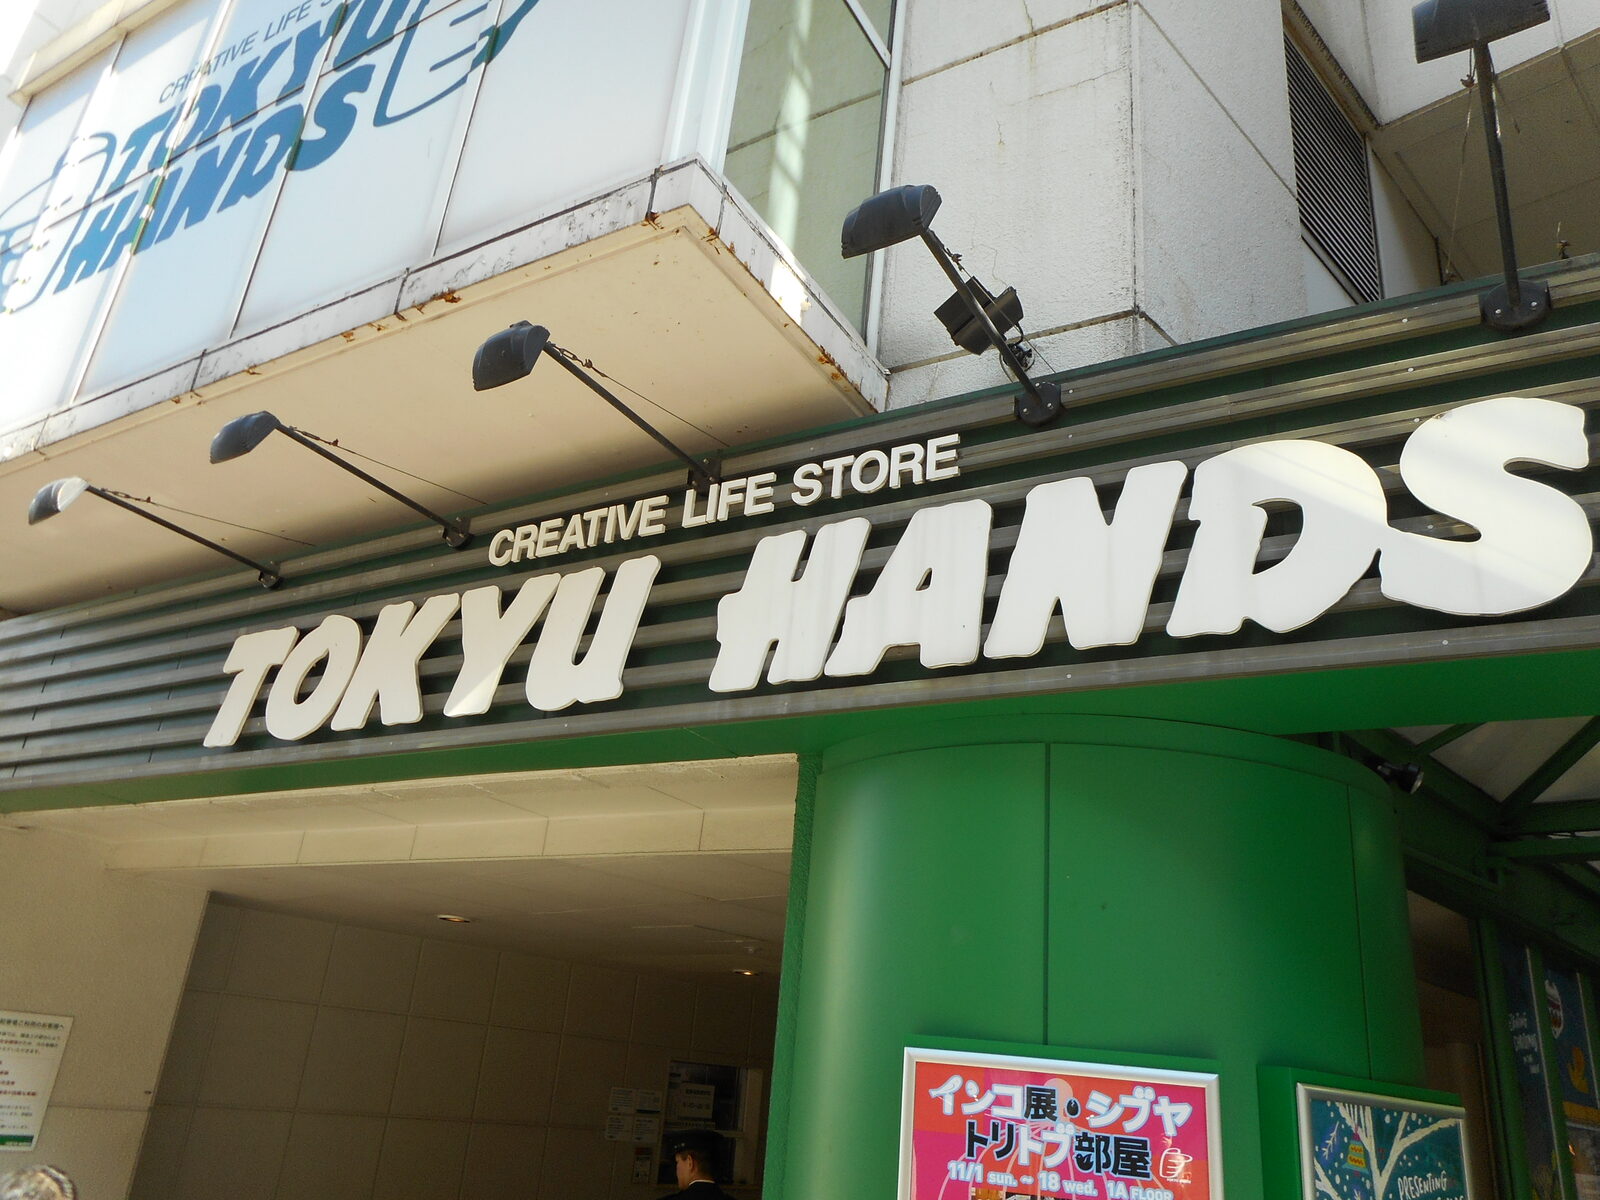 CREATIVE LIFE
TOKYU
HANDS
CREATIVE LIFE STORE
TOKYU HANDS
インコ展・シブヤ
トリトブ部屋
11/1 sun. ~ 18 wed. 1A FLOOR
PRESENTING